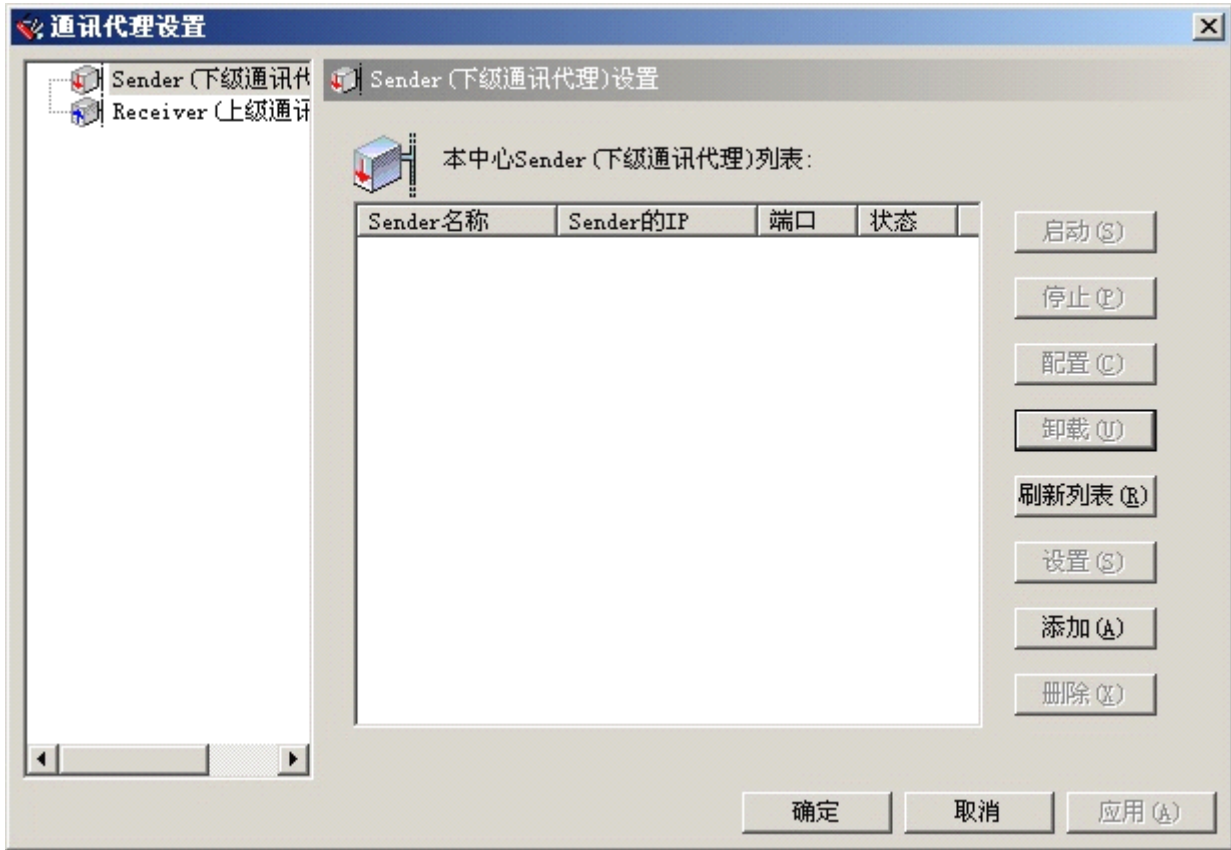 通讯代理设置
Sender(下级通讯代
Receiver(上级通讯
Sender(下级通讯代理)设置
本中心Sender(下级通讯代理)列表:
Sender名称 Sender的IP 端口 状态
启动(S)
停止(P)
配置(C)
卸载(U)
刷新列表(R)
设置(S)
添加(A)
删除(X)
确定 取消 应用(A)